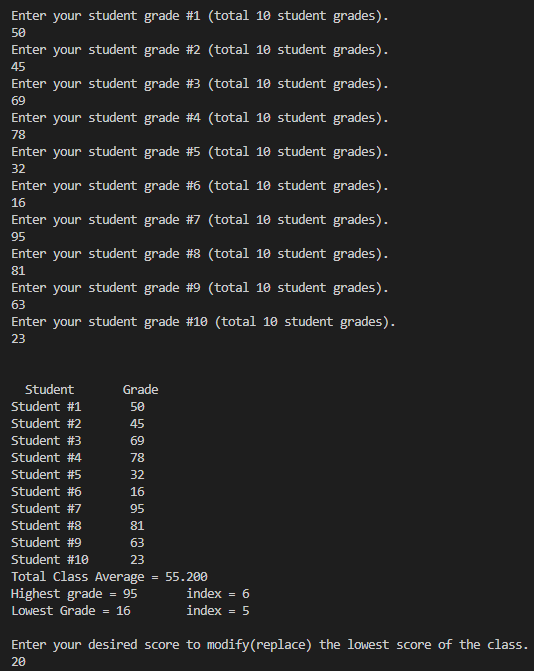 Enter your student grade #1 (total 10 student grades).
50
Enter your student grade #2 (total 10 student grades).
45
Enter your student grade #3 (total 10 student grades).
69
Enter your student grade #4 (total 10 student grades).
78
Enter your student grade #5 (total 10 student grades).
32
Enter your student grade #6 (total 10 student grades).
16
Enter your student grade #7 (total 10 student grades).
95
Enter your student grade #8 (total 10 student grades).
81
Enter your student grade #9 (total 10 student grades).
63
Enter your student grade #10 (total 10 student grades).
23
Student Grade
Student #1 50
Student #2 45
Student #3 69
Student #4 78
Student #5 32
Student #6 16
Student #7 95
Student #8 81
Student #9 63
Student #10 23
Total Class Average = 55.200
Highest grade = 95 index = 6
Lowest Grade = 16 index = 5
Enter your desired score to modify(replace) the lowest score of the class.
20